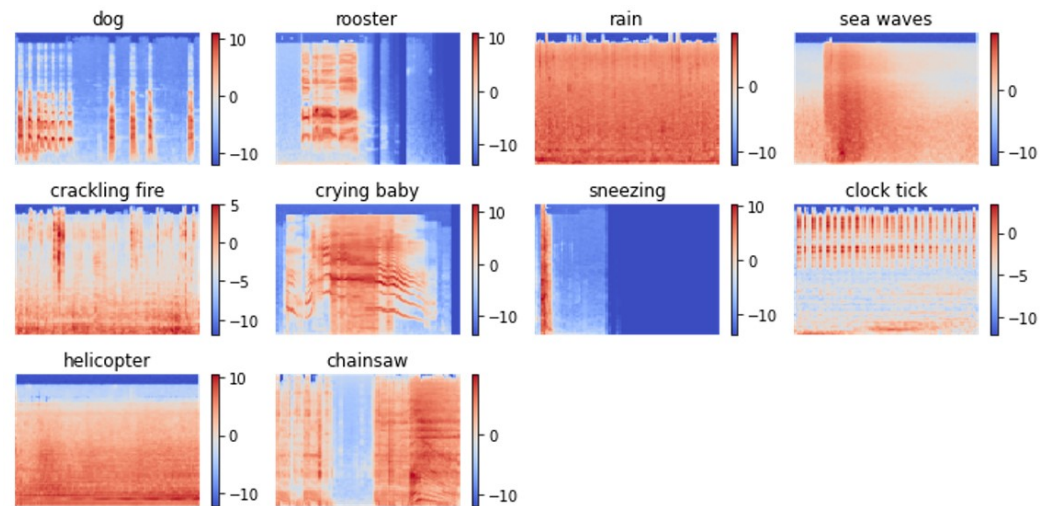 dog rooster rain sea waves
10 10
0 0 0 0
−10 −10 −10 −10
crackling fire crying baby sneezing clock tick
5 10 10
0 0 0 0
−5 −5
−10 −10 −10 −10
helicopter chainsaw
10
0 0
−10 −10